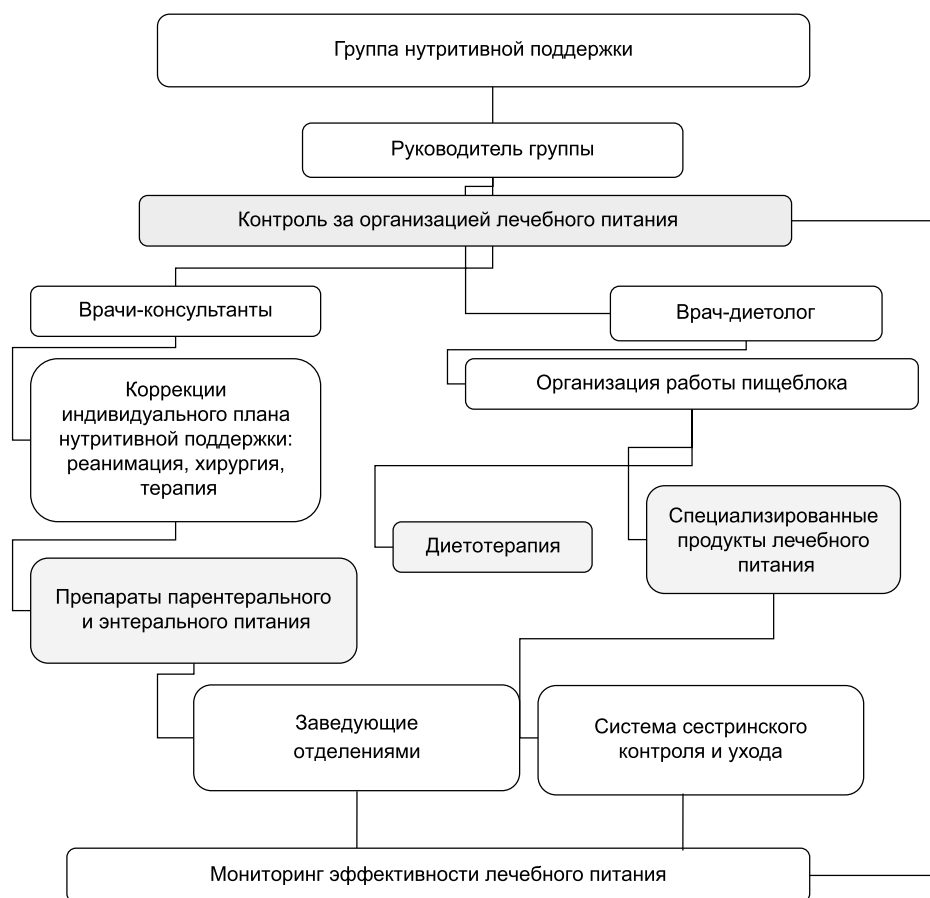 Группа нутритивной поддержки
Руководитель группы
Контроль за организацией лечебного питания
Врачи-консультанты
Врач-диетолог
Коррекции
индивидуального плана
нутритивной поддержки:
реанимация, хирургия,
терапия
Организация работы пищеблока
Диетотерапия
Специализированные
продукты лечебного
питания
Препараты парентерального
и энтерального питания
Заведующие
отделениями
Система сестринского
контроля и ухода
Мониторинг эффективности лечебного питания